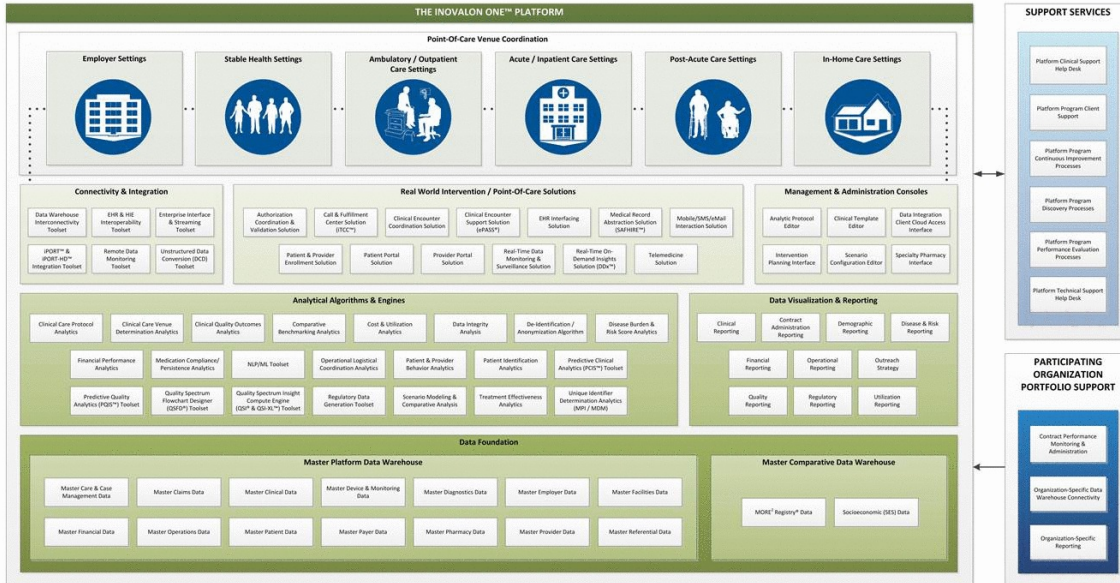 THE INOVALON ONE™ PLATFORM
Point-Of-Care Venue Coordination
Employer Settings
Stable Health Settings
Ambulatory / Outpatient
Care Settings
Acute / Inpatient Care Settings
Post-Acute Care Settings
In-Home Care Settings
Connectivity & Integration
Data Warehouse
Interconnectivity
Toolset
EHR & HIE
Interoperability
Toolset
Enterprise Interface
& Streaming
Toolset
iPORT™ &
iPORT-HD™
Integration Toolset
Remote Data
Monitoring
Toolset
Unstructured Data
Conversion (DCD)
Toolset
Real World Intervention / Point-Of-Care Solutions
Authorization
Coordination &
Validation Solution
Call & Fulfillment
Center Solution
(ITCC™)
Clinical Encounter
Coordination Solution
Clinical Encounter
Support Solution
(ePASS®)
EHR Interfacing
Solution
Medical Record
Abstraction Solution
(SAFHIRE™)
Mobile/SMS/eMail
Interaction Solution
Patient & Provider
Enrollment Solution
Patient Portal
Solution
Provider Portal
Solution
Real-Time Data
Monitoring &
Surveillance Solution
Real-Time On-
Demand Insights
Solution (DDx™)
Telemedicine
Solution
Management & Administration Consoles
Analytic Protocol
Editor
Clinical Template
Editor
Data Integration
Client Cloud Access
Interface
Intervention
Planning Interface
Scenario
Configuration Editor
Specialty Pharmacy
Interface
Analytical Algorithms & Engines
Clinical Care Protocol
Analytics
Clinical Care Venue
Determination Analytics
Clinical Quality Outcomes
Analytics
Comparative
Benchmarking Analytics
Cost & Utilization
Analytics
Data Integrity
Analysis
De-Identification /
Anonymization Algorithm
Disease Burden &
Risk Score Analytics
Financial Performance
Analytics
Medication Compliance/
Persistence Analytics
NLP/ML Toolset
Operational Logistical
Coordination Analytics
Patient & Provider
Behavior Analytics
Patient Identification
Analytics
Predictive Clinical
Analytics (PCIS™) Toolset
Predictive Quality
Analytics (PQIS™) Toolset
Quality Spectrum
Flowchart Designer
(QSFD®) Toolset
Quality Spectrum Insight
Compute Engine
(QSI® & QSI-XL™) Toolset
Regulatory Data
Generation Toolset
Scenario Modeling &
Comparative Analysis
Treatment Effectiveness
Analytics
Unique Identifier
Determination Analytics
(MPI / MDM)
Data Visualization & Reporting
Clinical
Reporting
Contract
Administration
Reporting
Demographic
Reporting
Disease & Risk
Reporting
Financial
Reporting
Operational
Reporting
Outreach
Strategy
Quality
Reporting
Regulatory
Reporting
Utilization
Reporting
Data Foundation
Master Platform Data Warehouse
Master Care & Case
Management Data
Master Claims Data
Master Clinical Data
Master Device & Monitoring
Data
Master Diagnostics Data
Master Employer Data
Master Facilities Data
Master Financial Data
Master Operations Data
Master Patient Data
Master Payer Data
Master Pharmacy Data
Master Provider Data
Master Referential Data
Master Comparative Data Warehouse
MORE² Registry® Data
Socioeconomic (SES) Data
SUPPORT SERVICES
Platform Clinical Support
Help Desk
Platform Program Client
Support
Platform Program
Continuous Improvement
Processes
Platform Program
Discovery Processes
Platform Program
Performance Evaluation
Processes
Platform Technical Support
Help Desk
PARTICIPATING
ORGANIZATION
PORTFOLIO SUPPORT
Contract Performance
Monitoring &
Administration
Organization-Specific Data
Warehouse Connectivity
Organization-Specific
Reporting